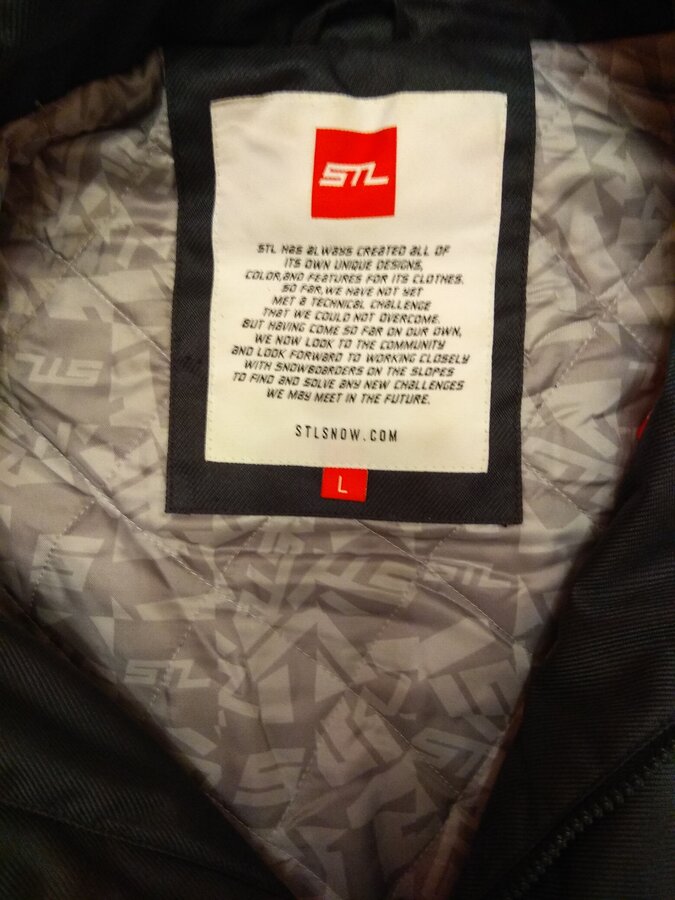 STL
STL HAS ALWAYS CREATED ALL OF
ITS OWN UNIQUE DESIGNS,
COLOR,AND FEATURES FOR ITS CLOTHES.
SO FAR,WE HAVE NOT YET
MET A TECHNICAL CHALLENGE
THAT WE COULD NOT OVERCOME.
BUT HAVING COME SO FAR ON OUR OWN,
WE NOW LOOK TO THE COMMUNITY
AND LOOK FORWARD TO WORKING CLOSELY
WITH SNOWBOARDERS ON THE SLOPES
TO FIND AND SOLVE ANY NEW CHALLENGES
WE MAY MEET IN THE FUTURE.
STLSNOW.COM
L
STL
STL
STL